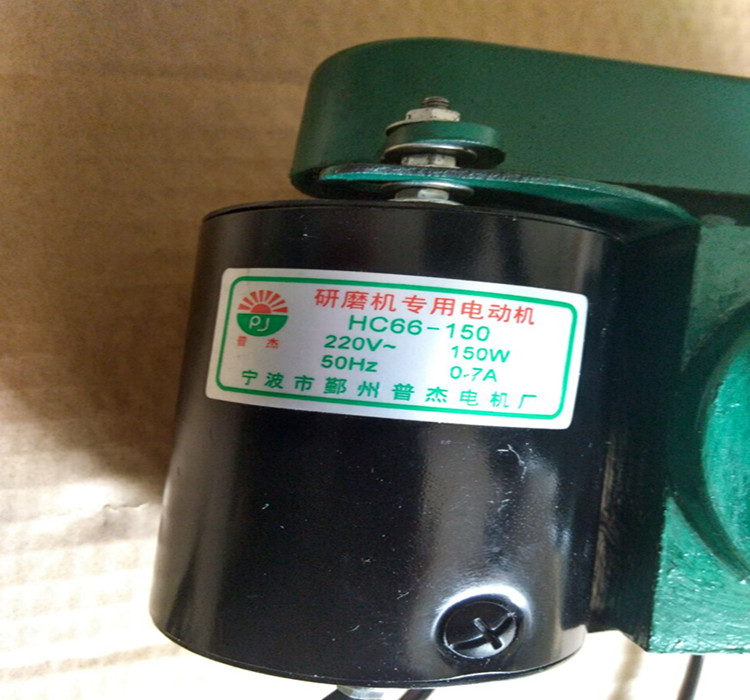 研磨机专用电动机
PJ
HC66-150
普杰
220V~ 150W
50Hz 0.7A
宁波市鄞州普杰电机厂